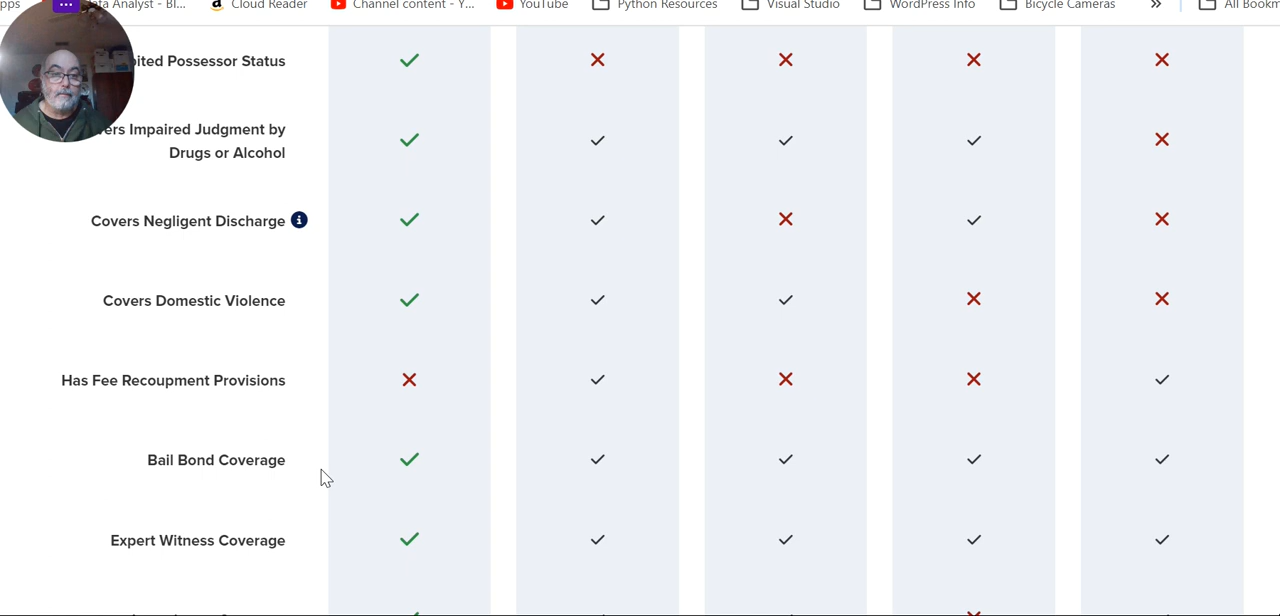 Cloud Reader
Channel content - Y...
YouTube
Python Resources
Visual Studio
WordPress Info
Bicycle Cameras
»
All Bookm
Possessor Status
Impaired Judgment by
Drugs or Alcohol
Covers Negligent Discharge
Covers Domestic Violence
Has Fee Recoupment Provisions
Bail Bond Coverage
Expert Witness Coverage